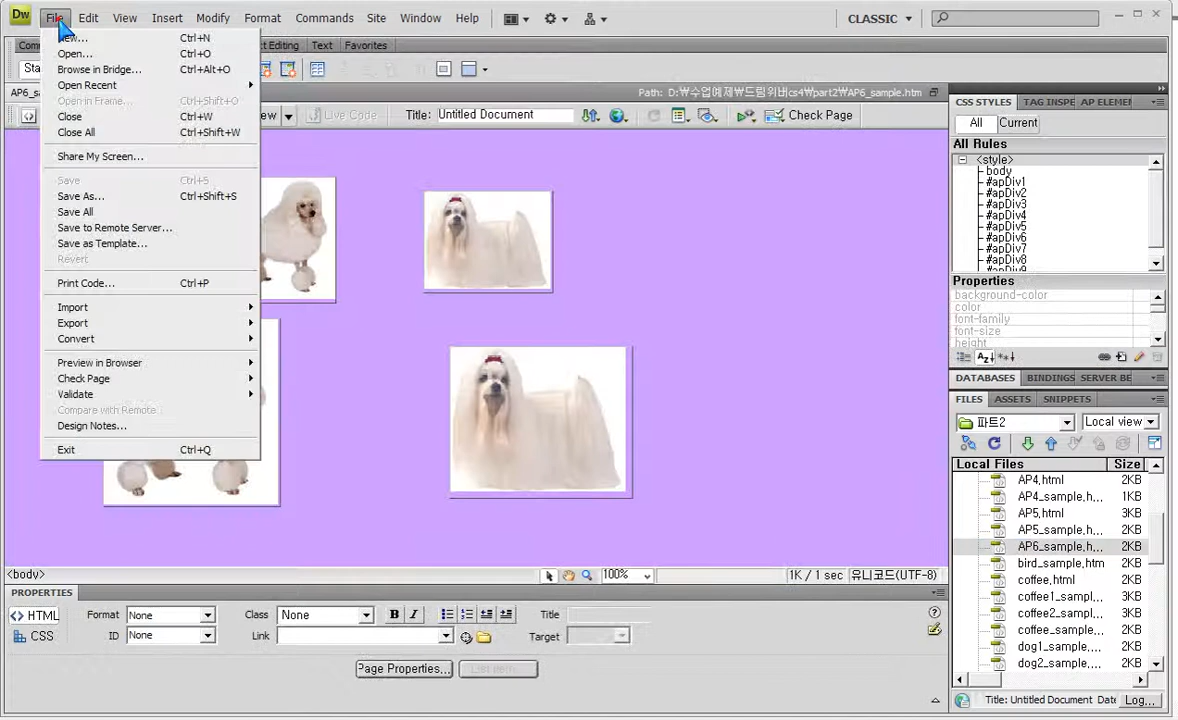 Dw File Edit View Insert Modify Format Commands Site Window Help CLASSIC
Text Favorites
New... Ctrl+N
Open... Ctrl+O
Browse in Bridge... Ctrl+Alt+O
Open Recent
Open in Frame... Ctrl+Shift+O
Close Ctrl+W
Close All Ctrl+Shift+W
Share My Screen...
Save Ctrl+S
Save As... Ctrl+Shift+S
Save All
Save to Remote Server...
Save as Template...
Revert
Print Code... Ctrl+P
Import
Export
Convert
Preview in Browser
Check Page
Validate
Compare with Remote
Design Notes...
Exit Ctrl+Q
Path: D:₩수업예제₩드림위버cs4₩part2₩AP6_sample.htm
Live Code Title: Untitled Document Check Page
CSS STYLES TAG INSPE AP ELEMEN
All Current
All Rules
<style>
body
#apDiv1
#apDiv2
#apDiv3
#apDiv4
#apDiv5
#apDiv6
#apDiv7
#apDiv8
Properties
background-color
color
font-family
font-size
height
DATABASES BINDINGS SERVER BE
FILES ASSETS SNIPPETS
파트2 Local view
Local Files Size
AP4.html 2KB
AP4_sample.h... 1KB
AP5.html 3KB
AP5_sample.h... 2KB
AP6_sample.h... 2KB
bird_sample.htm 2KB
coffee.html 2KB
coffee1_sample... 3KB
coffee2_sample... 3KB
coffee_sample... 2KB
dog1_sample.... 2KB
dog2_sample.... 2KB
Title: Untitled Document Date Log...
<body> 100% 1K / 1 sec 유니코드(UTF-8)
PROPERTIES
HTML Format None Class None B I Title
CSS ID None Link Target
Page Properties... List Item...